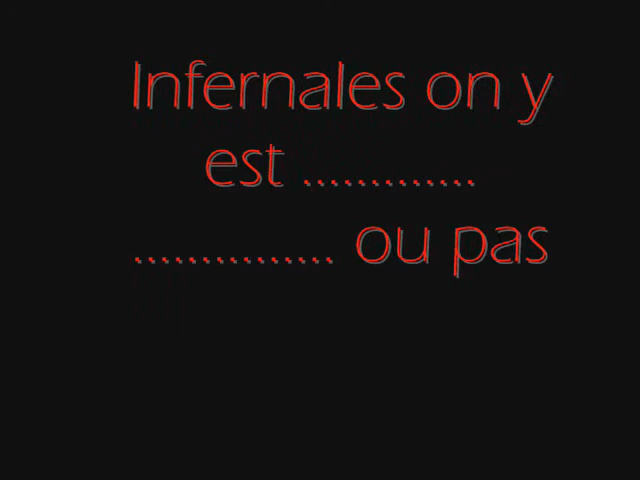 Infernales on y
est .............
............... ou pas